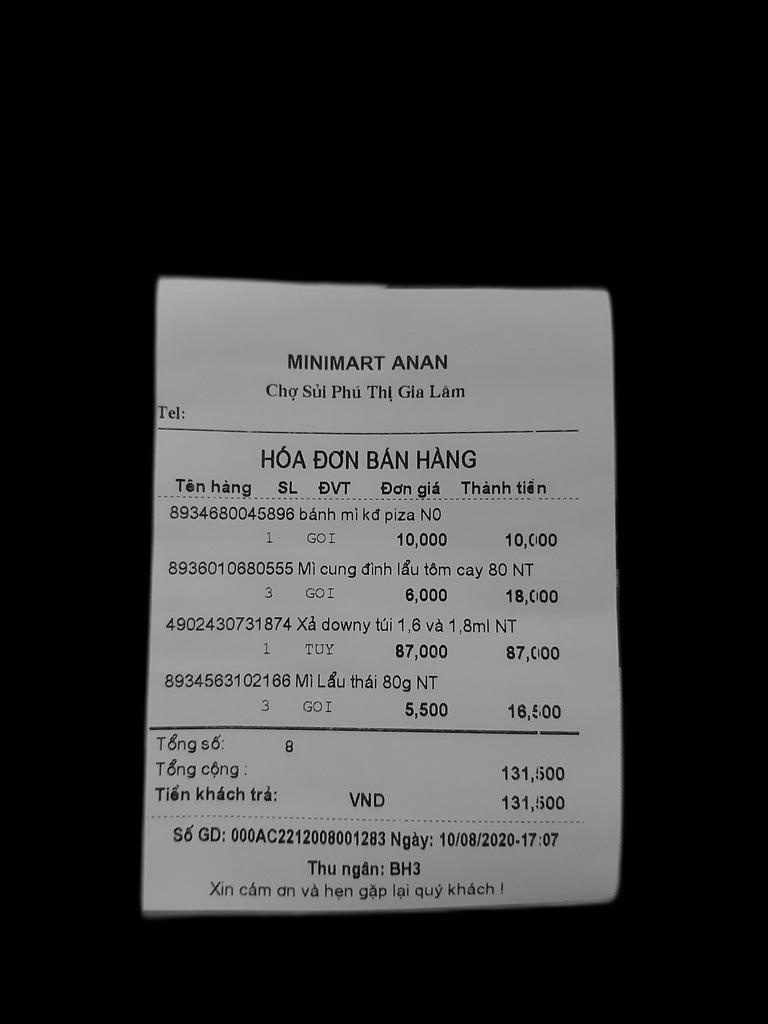 MINIMART ANAN
Chợ Sủi Phú Thị Gia Lâm
Tel:
HÓA ĐƠN BÁN HÀNG
Tên hàng SL ĐVT Đơn giá Thành tiền
8934680045896 bánh mì kđ piza N0
1 GOI 10,000 10,000
8936010680555 Mì cung đình lẩu tôm cay 80 NT
3 GOI 6,000 18,000
4902430731874 Xả downy túi 1,6 và 1,8ml NT
1 TUY 87,000 87,000
8934563102166 Mì Lẩu thái 80g NT
3 GOI 5,500 16,500
Tổng số: 8
Tổng cộng : 131,500
Tiền khách trả: VND 131,500
Số GD: 000AC2212008001283 Ngày: 10/08/2020-17:07
Thu ngân: BH3
Xin cám ơn và hẹn gặp lại quý khách !